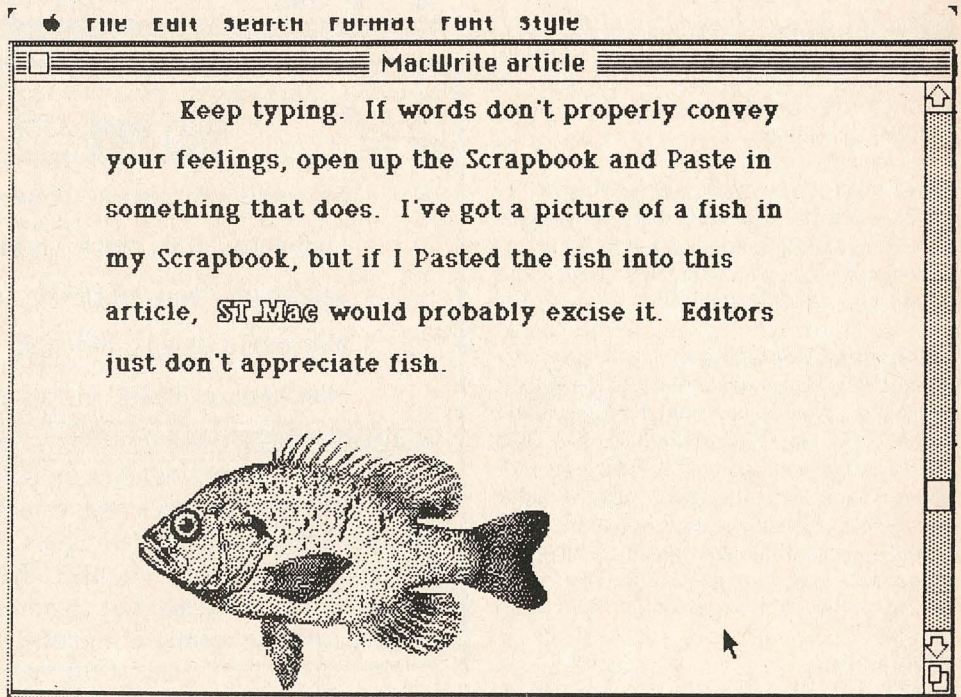 File Edit Search Format Font Style
MacWrite article
Keep typing. If words don't properly convey
your feelings, open up the Scrapbook and Paste in
something that does. I've got a picture of a fish in
my Scrapbook, but if I Pasted the fish into this
article, ST.Mac would probably excise it. Editors
just don't appreciate fish.